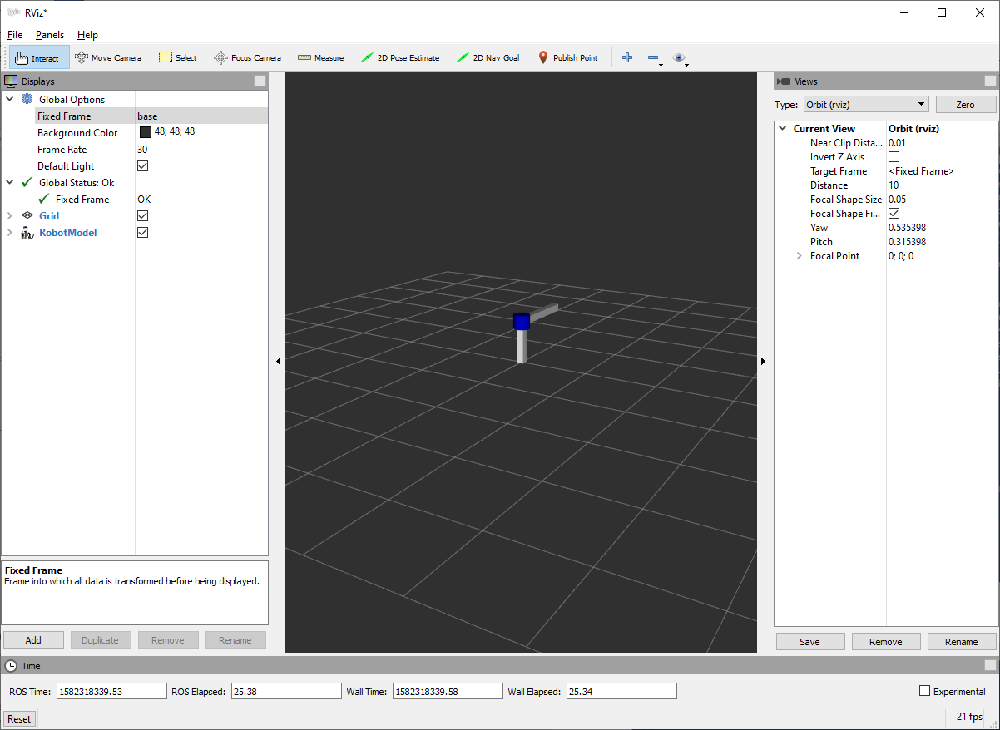 RViz*
File Panels Help
Interact Move Camera Select Focus Camera Measure 2D Pose Estimate 2D Nav Goal Publish Point
Displays
Global Options
Fixed Frame base
Background Color 48; 48; 48
Frame Rate 30
Default Light
Global Status: Ok
Fixed Frame OK
Grid
RobotModel
Fixed Frame
Frame into which all data is transformed before being displayed.
Add Duplicate Remove Rename
Views
Type: Orbit (rviz) Zero
Current View Orbit (rviz)
Near Clip Dista... 0.01
Invert Z Axis
Target Frame <Fixed Frame>
Distance 10
Focal Shape Size 0.05
Focal Shape Fi...
Yaw 0.535398
Pitch 0.315398
Focal Point 0; 0; 0
Save Remove Rename
Time
ROS Time: 1582318339.53 ROS Elapsed: 25.38 Wall Time: 1582318339.58 Wall Elapsed: 25.34 Experimental
Reset 21 fps